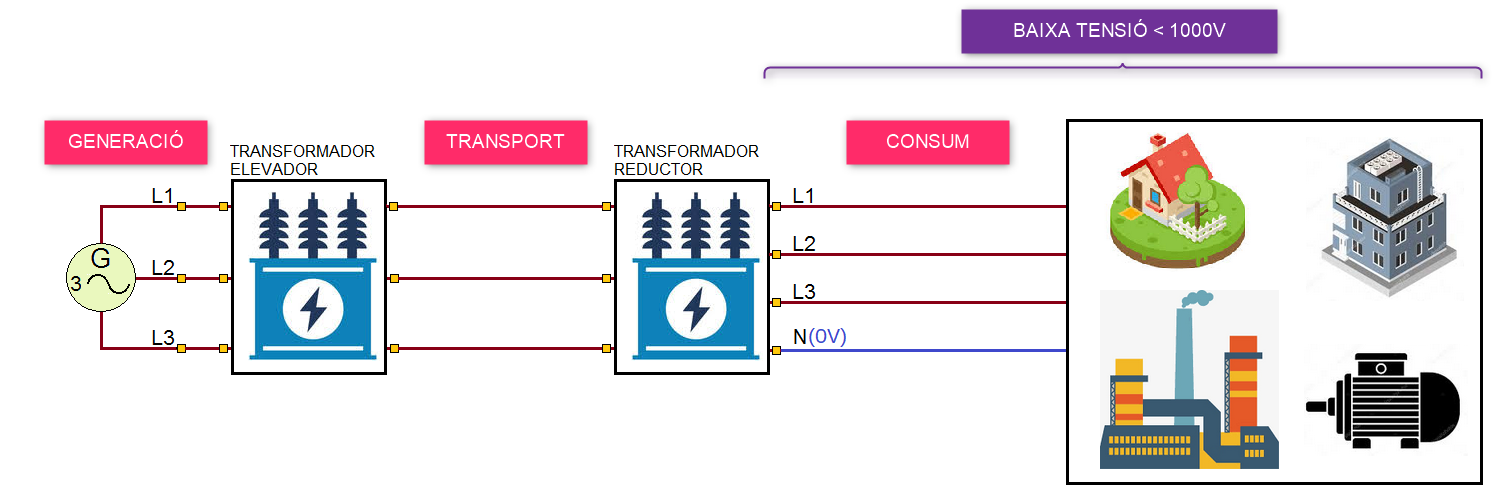 BAIXA TENSIÓ < 1000V
GENERACIÓ
TRANSPORT
CONSUM
TRANSFORMADOR
ELEVADOR
TRANSFORMADOR
REDUCTOR
L1
L2
L3
G
3
L1
L2
L3
N(0V)